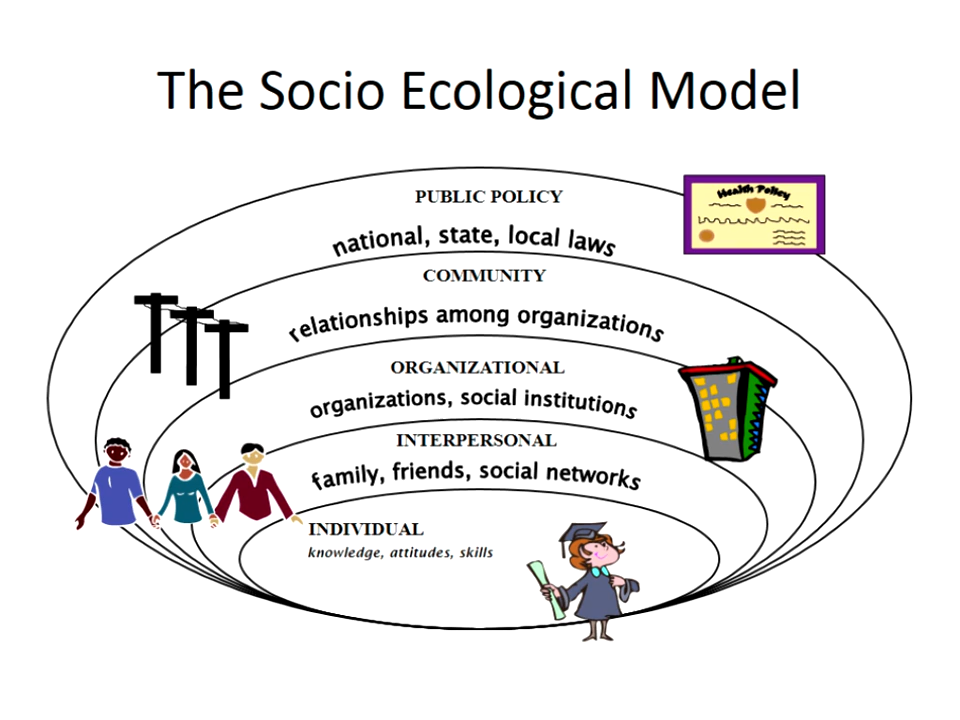 The Socio Ecological Model
Health Policy
PUBLIC POLICY
national, state, local laws
COMMUNITY
relationships among organizations
ORGANIZATIONAL
organizations, social institutions
INTERPERSONAL
family, friends, social networks
INDIVIDUAL
knowledge, attitudes, skills